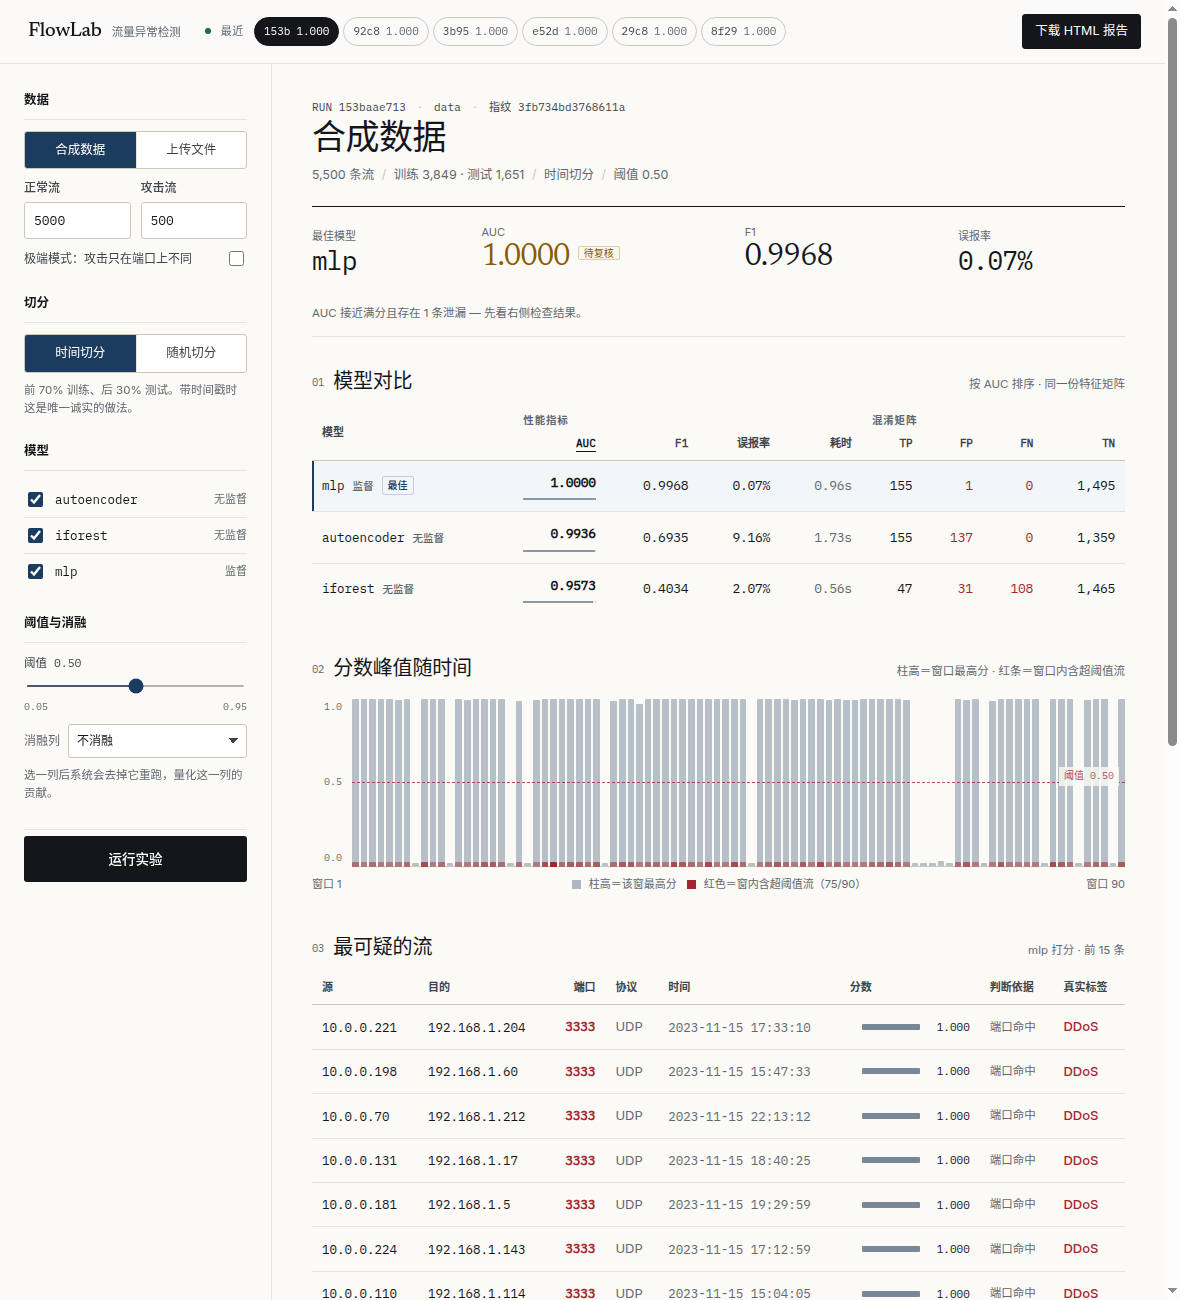 FlowLab 流量异常检测 最近 153b 1.000 92c8 1.000 3b95 1.000 e52d 1.000 29c8 1.000 8f29 1.000 下载 HTML 报告
数据
合成数据 上传文件
正常流 攻击流
5000 500
极端模式：攻击只在端口上不同
切分
时间切分 随机切分
前 70% 训练、后 30% 测试。带时间戳时
这是唯一诚实的做法。
模型
autoencoder 无监督
iforest 无监督
mlp 监督
阈值与消融
阈值 0.50
0.05 0.95
消融列 不消融
选一列后系统会去掉它重跑，量化这一列的
贡献。
运行实验
RUN 153baae713 · data · 指纹 3fb734bd3768611a
合成数据
5,500 条流 / 训练 3,849 · 测试 1,651 / 时间切分 / 阈值 0.50
最佳模型 AUC F1 误报率
mlp 1.0000 待复核 0.9968 0.07%
AUC 接近满分且存在 1 条泄漏 — 先看右侧检查结果。
01 模型对比 按 AUC 排序 · 同一份特征矩阵
性能指标 混淆矩阵
模型 AUC F1 误报率 耗时 TP FP FN TN
mlp 监督 最佳 1.0000 0.9968 0.07% 0.96s 155 1 0 1,495
autoencoder 无监督 0.9936 0.6935 9.16% 1.73s 155 137 0 1,359
iforest 无监督 0.9573 0.4034 2.07% 0.56s 47 31 108 1,465
02 分数峰值随时间 柱高＝窗口最高分 · 红条＝窗口内含超阈值流
1.0
0.5
阈值 0.50
0.0
窗口 1 柱高＝该窗最高分 红色＝窗内含超阈值流（75/90） 窗口 90
03 最可疑的流 mlp 打分 · 前 15 条
源 目的 端口 协议 时间 分数 判断依据 真实标签
10.0.0.221 192.168.1.204 3333 UDP 2023-11-15 17:33:10 1.000 端口命中 DDoS
10.0.0.198 192.168.1.60 3333 UDP 2023-11-15 15:47:33 1.000 端口命中 DDoS
10.0.0.70 192.168.1.212 3333 UDP 2023-11-15 22:13:12 1.000 端口命中 DDoS
10.0.0.131 192.168.1.17 3333 UDP 2023-11-15 18:40:25 1.000 端口命中 DDoS
10.0.0.181 192.168.1.5 3333 UDP 2023-11-15 19:29:59 1.000 端口命中 DDoS
10.0.0.224 192.168.1.143 3333 UDP 2023-11-15 17:12:59 1.000 端口命中 DDoS
10.0.0.110 192.168.1.114 3333 UDP 2023-11-15 15:04:05 1.000 端口命中 DDoS